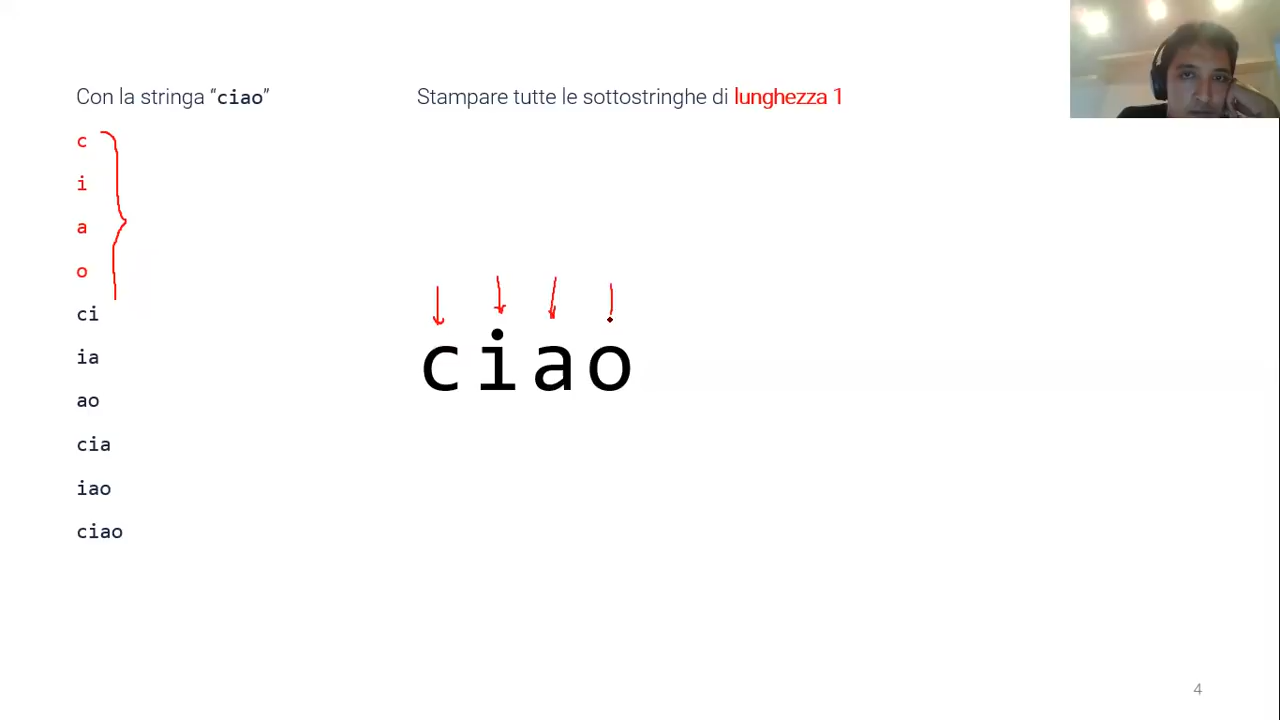 Con la stringa “ciao”
Stampare tutte le sottostringhe di lunghezza 1
c
i
a
o
ci
ia
ao
cia
iao
ciao
ciao
4